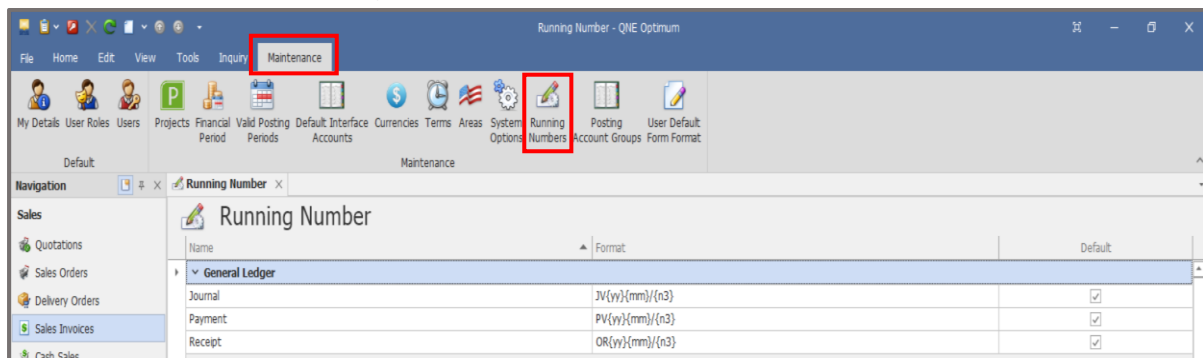 Running Number - QNE Optimum
File Home Edit View Tools Inquiry Maintenance
My Details User Roles Users Projects Financial Period Valid Posting Periods Default Interface Accounts Currencies Terms Areas System Options Running Numbers Posting Account Groups User Default Form Format
Default Maintenance
Navigation Running Number
Sales Running Number
Quotations Name Format Default
Sales Orders General Ledger
Delivery Orders Journal JV{yy}{mm}/{n3}
Sales Invoices Payment PV{yy}{mm}/{n3}
Cash Sales Receipt OR{yy}{mm}/{n3}